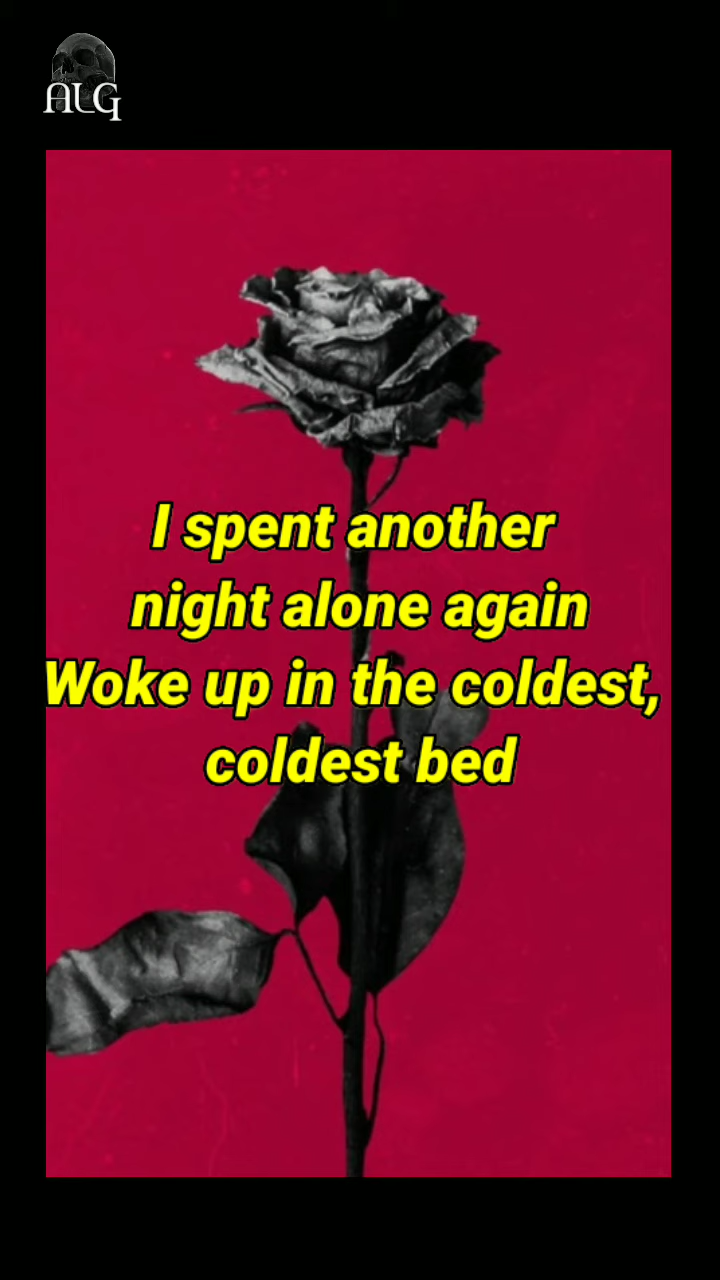 ALG
I spent another
night alone again
Woke up in the coldest,
coldest bed